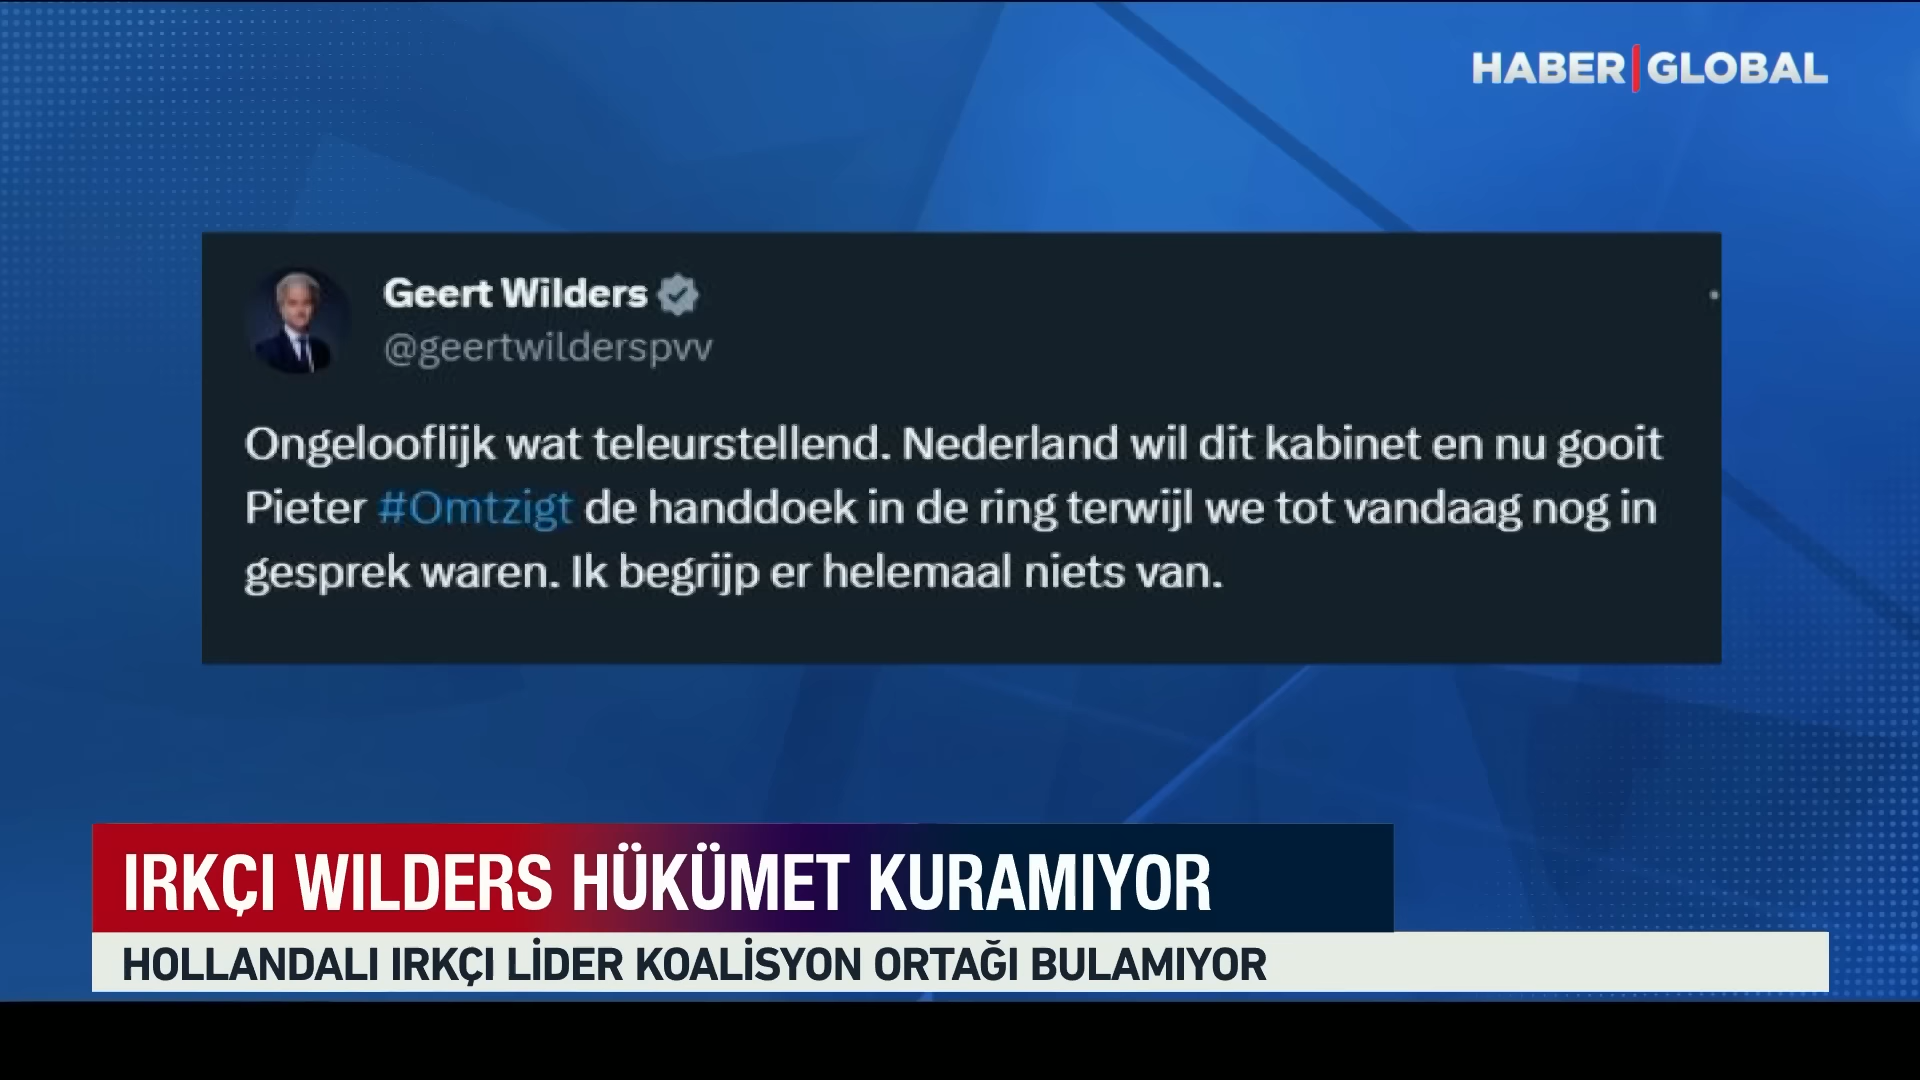 HABER GLOBAL
Geert Wilders
@geertwilderspvv
Ongelooflijk wat teleurstellend. Nederland wil dit kabinet en nu gooit
Pieter #Omtzigt de handdoek in de ring terwijl we tot vandaag nog in
gesprek waren. Ik begrijp er helemaal niets van.
IRKÇI WILDERS HÜKÜMET KURAMIYOR
HOLLANDALI IRKÇI LİDER KOALİSYON ORTAĞI BULAMIYOR